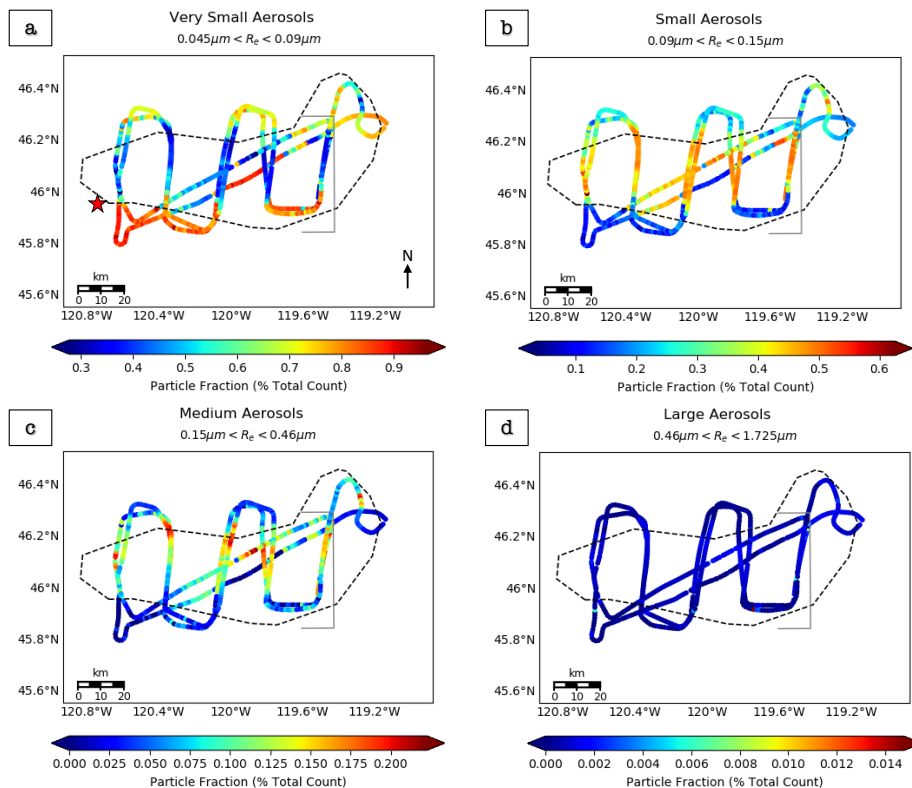 a
Very Small Aerosols
0.045μm < R_e < 0.09μm
46.4°N
46.2°N
46°N
45.8°N
45.6°N
N
km
0 10 20
120.8°W 120.4°W 120°W 119.6°W 119.2°W
0.3 0.4 0.5 0.6 0.7 0.8 0.9
Particle Fraction (% Total Count)
b
Small Aerosols
0.09μm < R_e < 0.15μm
46.4°N
46.2°N
46°N
45.8°N
45.6°N
km
0 10 20
120.8°W 120.4°W 120°W 119.6°W 119.2°W
0.1 0.2 0.3 0.4 0.5 0.6
Particle Fraction (% Total Count)
c
Medium Aerosols
0.15μm < R_e < 0.46μm
46.4°N
46.2°N
46°N
45.8°N
45.6°N
km
0 10 20
120.8°W 120.4°W 120°W 119.6°W 119.2°W
0.000 0.025 0.050 0.075 0.100 0.125 0.150 0.175 0.200
Particle Fraction (% Total Count)
d
Large Aerosols
0.46μm < R_e < 1.725μm
46.4°N
46.2°N
46°N
45.8°N
45.6°N
km
0 10 20
120.8°W 120.4°W 120°W 119.6°W 119.2°W
0.000 0.002 0.004 0.006 0.008 0.010 0.012 0.014
Particle Fraction (% Total Count)